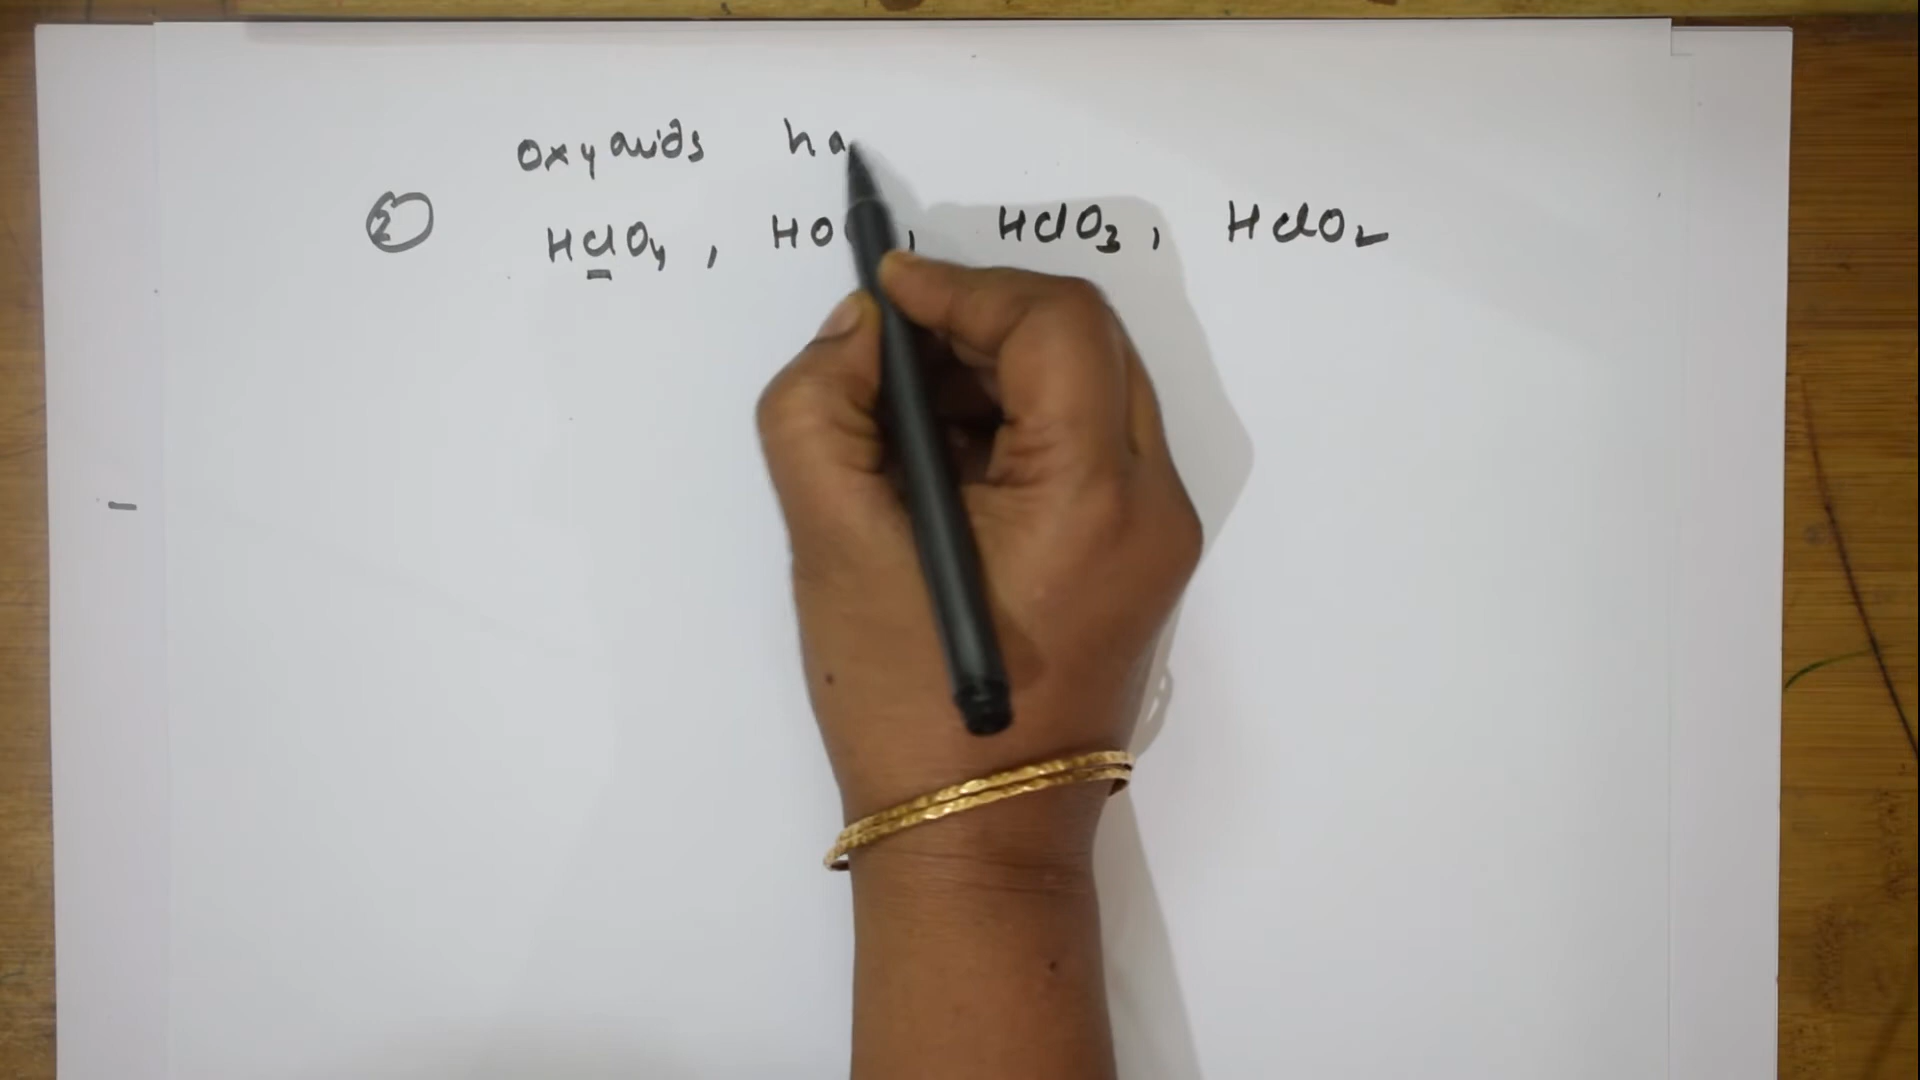 Oxyacids ha
② HClO4, HO , HClO3, HClO2